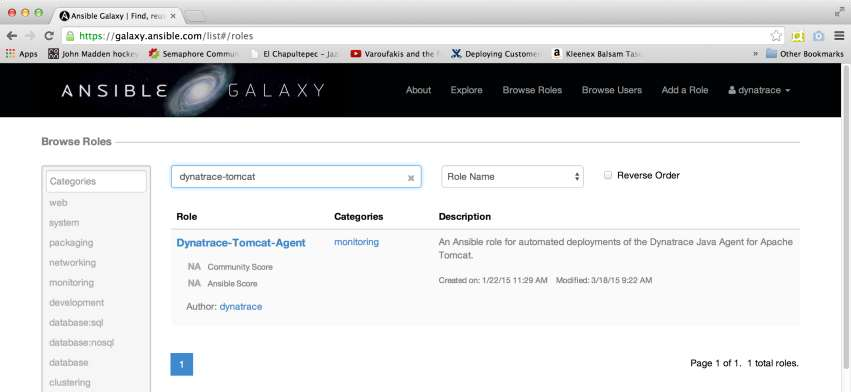 Ansible Galaxy | Find, reu
https://galaxy.ansible.com/list#/roles
Apps John Madden hockey Semaphore Commun El Chapultepec - Jaz Varoufakis and the F Deploying Customer Kleenex Balsam Tass » Other Bookmarks
ANSIBLE GALAXY About Explore Browse Roles Browse Users Add a Role dynatrace
Browse Roles
Categories dynatrace-tomcat Role Name Reverse Order
web
system
packaging
networking
monitoring
development
database:sql
database:nosql
database
clustering
Role Categories Description
Dynatrace-Tomcat-Agent monitoring An Ansible role for automated deployments of the Dynatrace Java Agent for Apache
Tomcat.
NA Community Score
Created on: 1/22/15 11:29 AM Modified: 3/18/15 9:22 AM
NA Ansible Score
Author: dynatrace
1 Page 1 of 1. 1 total roles.